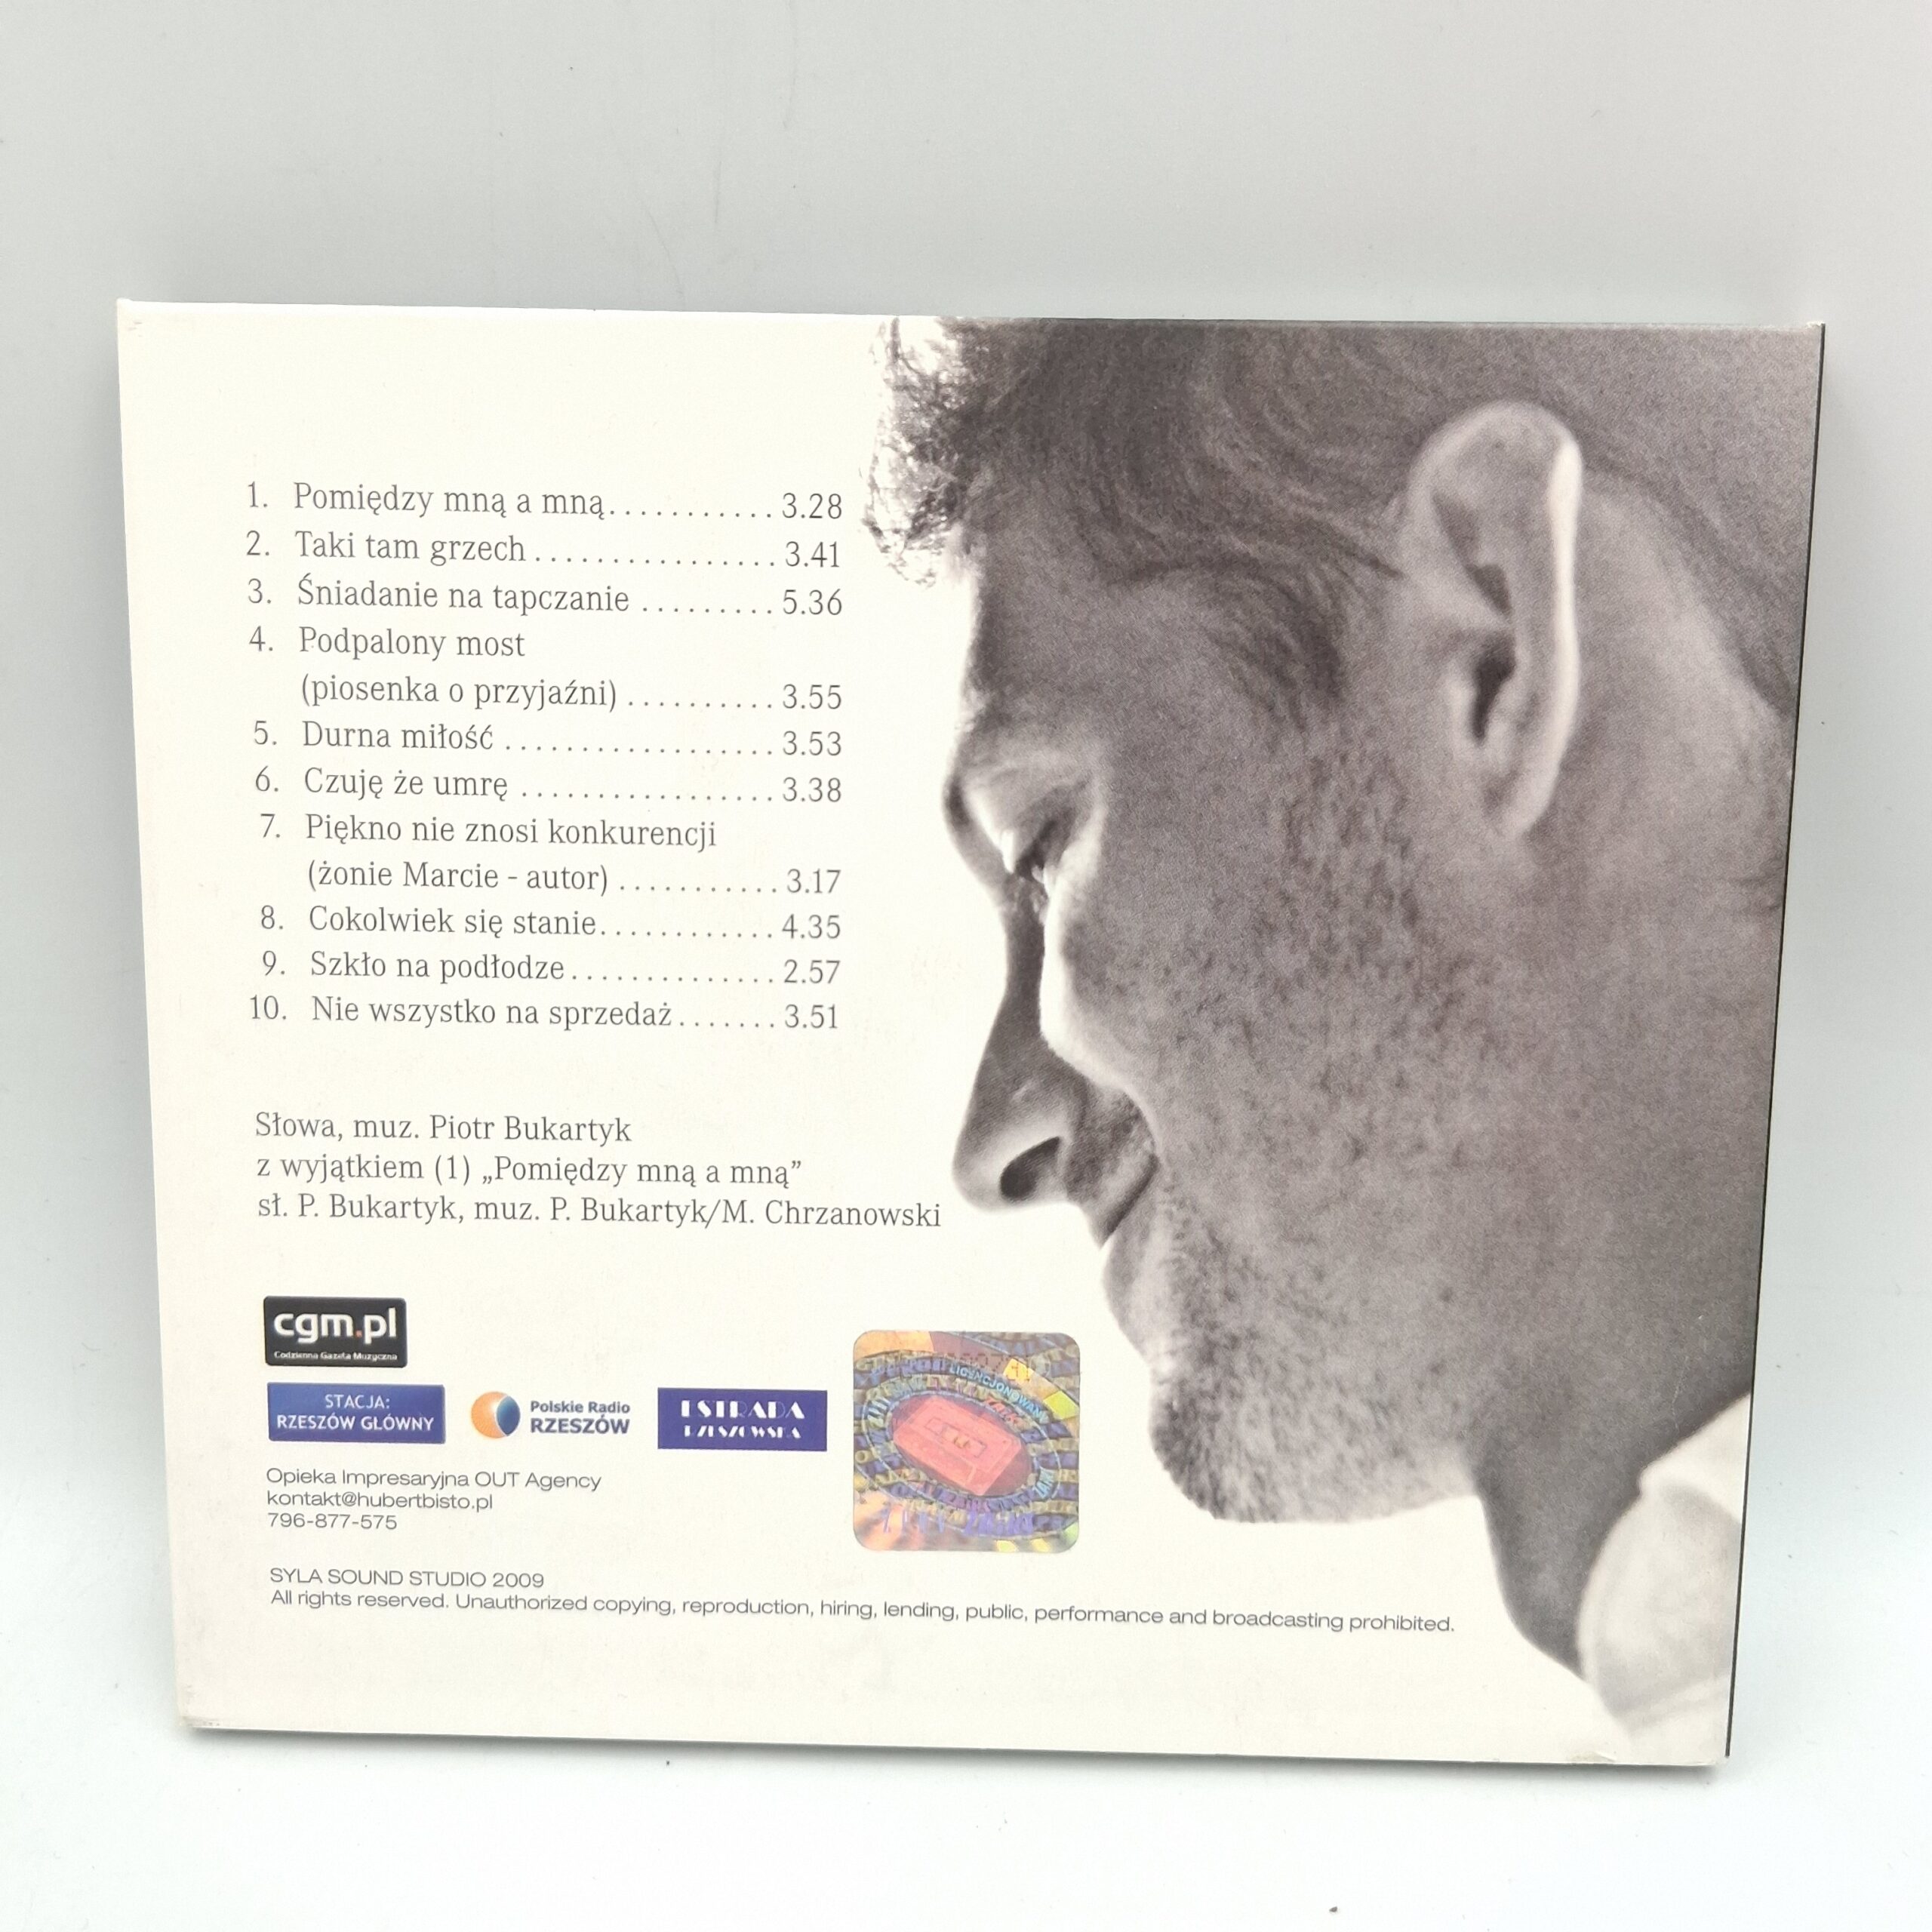 1. Pomiędzy mną a mną........... 3.28
2. Taki tam grzech ................ 3.41
3. Śniadanie na tapczanie ......... 5.36
4. Podpalony most
(piosenka o przyjaźni) .......... 3.55
5. Durna miłość .................. 3.53
6. Czuję że umrę ................. 3.38
7. Piękno nie znosi konkurencji
(żonie Marcie - autor) ........... 3.17
8. Cokolwiek się stanie............ 4.35
9. Szkło na podłodze.............. 2.57
10. Nie wszystko na sprzedaż....... 3.51
Słowa, muz. Piotr Bukartyk
z wyjątkiem (1) „Pomiędzy mną a mną”
sł. P. Bukartyk, muz. P. Bukartyk/M. Chrzanowski
cgm.pl
Codzienna Gazeta Muzyczna
STACJA:
RZESZÓW GŁÓWNY
Polskie Radio
RZESZÓW
ESTRADA
RZESZOWSKA
LICENCJONOWANY
Opieka Impresaryjna OUT Agency
kontakt@hubertbisto.pl
796-877-575
SYLA SOUND STUDIO 2009
All rights reserved. Unauthorized copying, reproduction, hiring, lending, public, performance and broadcasting prohibited.